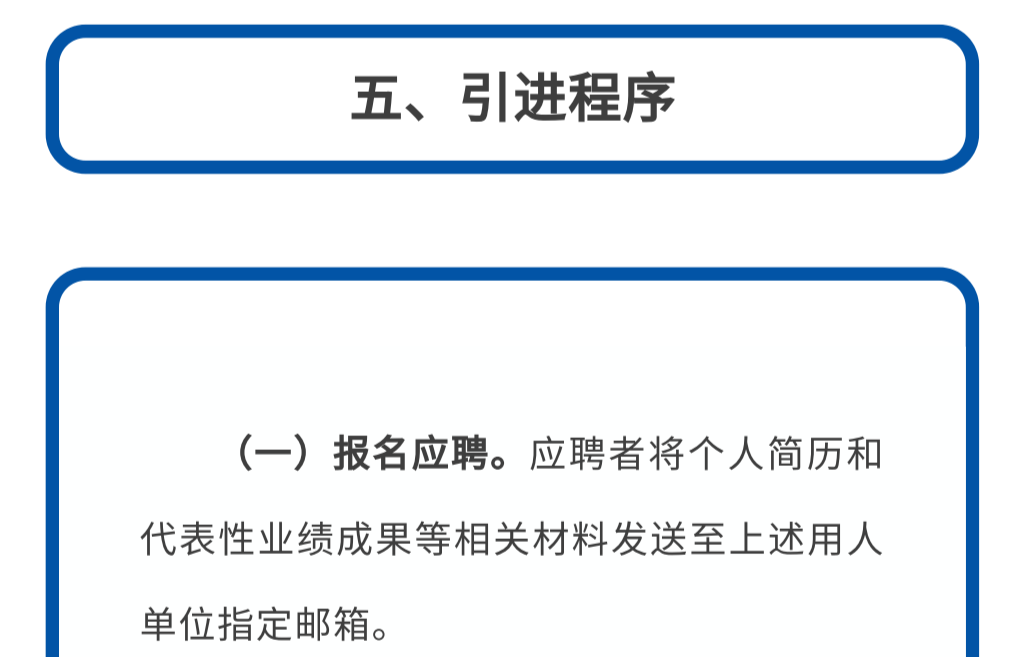 五、引进程序
（一）报名应聘。应聘者将个人简历和
代表性业绩成果等相关材料发送至上述用人
单位指定邮箱。